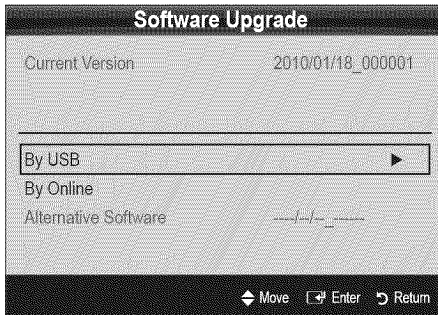 Software Upgrade
Current Version 2010/01/18_000001
By USB ▶
By Online
Alternative Software ----/--/--_------
Move Enter Return